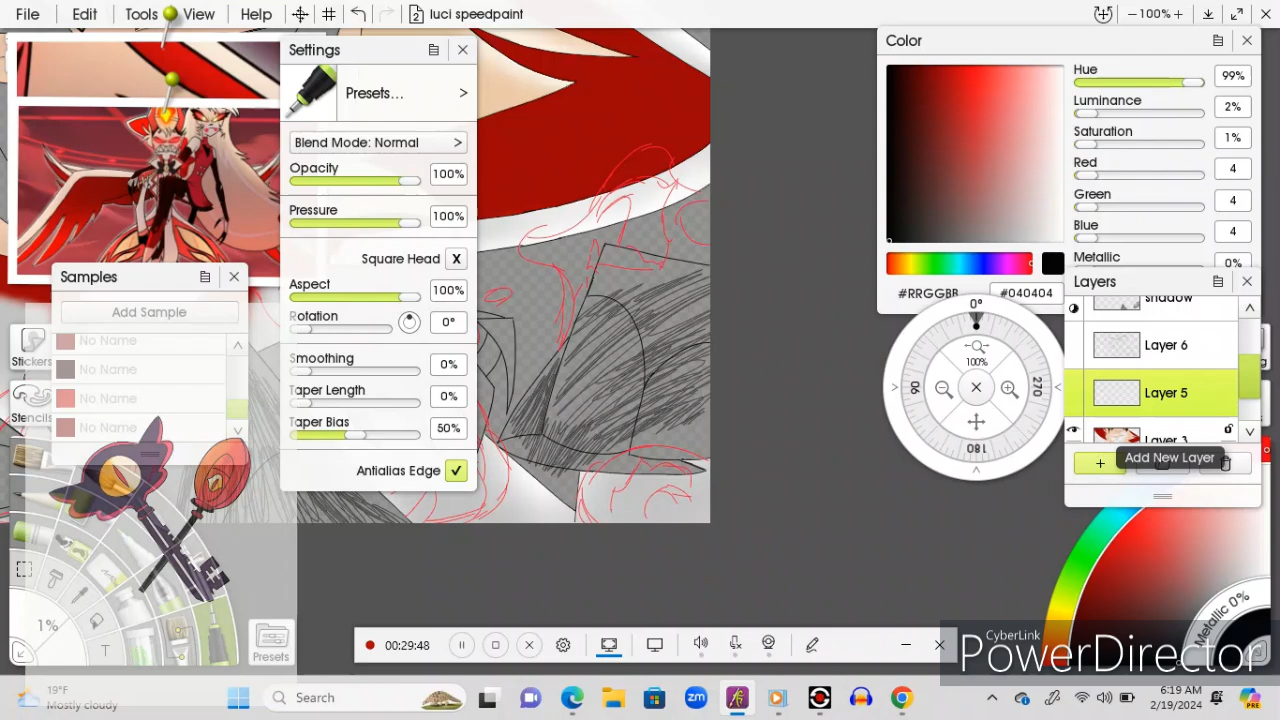 File Edit Tools View Help 2 luci speedpaint 100%
Settings
Presets... >
Blend Mode: Normal >
Opacity 100%
Pressure 100%
Square Head X
Aspect 100%
Rotation 0°
Smoothing 0%
Taper Length 0%
Taper Bias 50%
Antialias Edge
Samples
Add Sample
No Name
No Name
No Name
No Name
Stickers
Stencils
1%
T
Presets
Color
Hue 99%
Luminance 2%
Saturation 1%
Red 4
Green 4
Blue 4
Metallic 0%
#RRGGBB #040404
Layers
shadow
Layer 6
Layer 5
Layer 3
Add New Layer
0°
100%
90
270
180
Metallic 0%
00:29:48
CyberLink
PowerDirector
19°F
Mostly cloudy
Search
zm
6:19 AM
2/19/2024
PRE